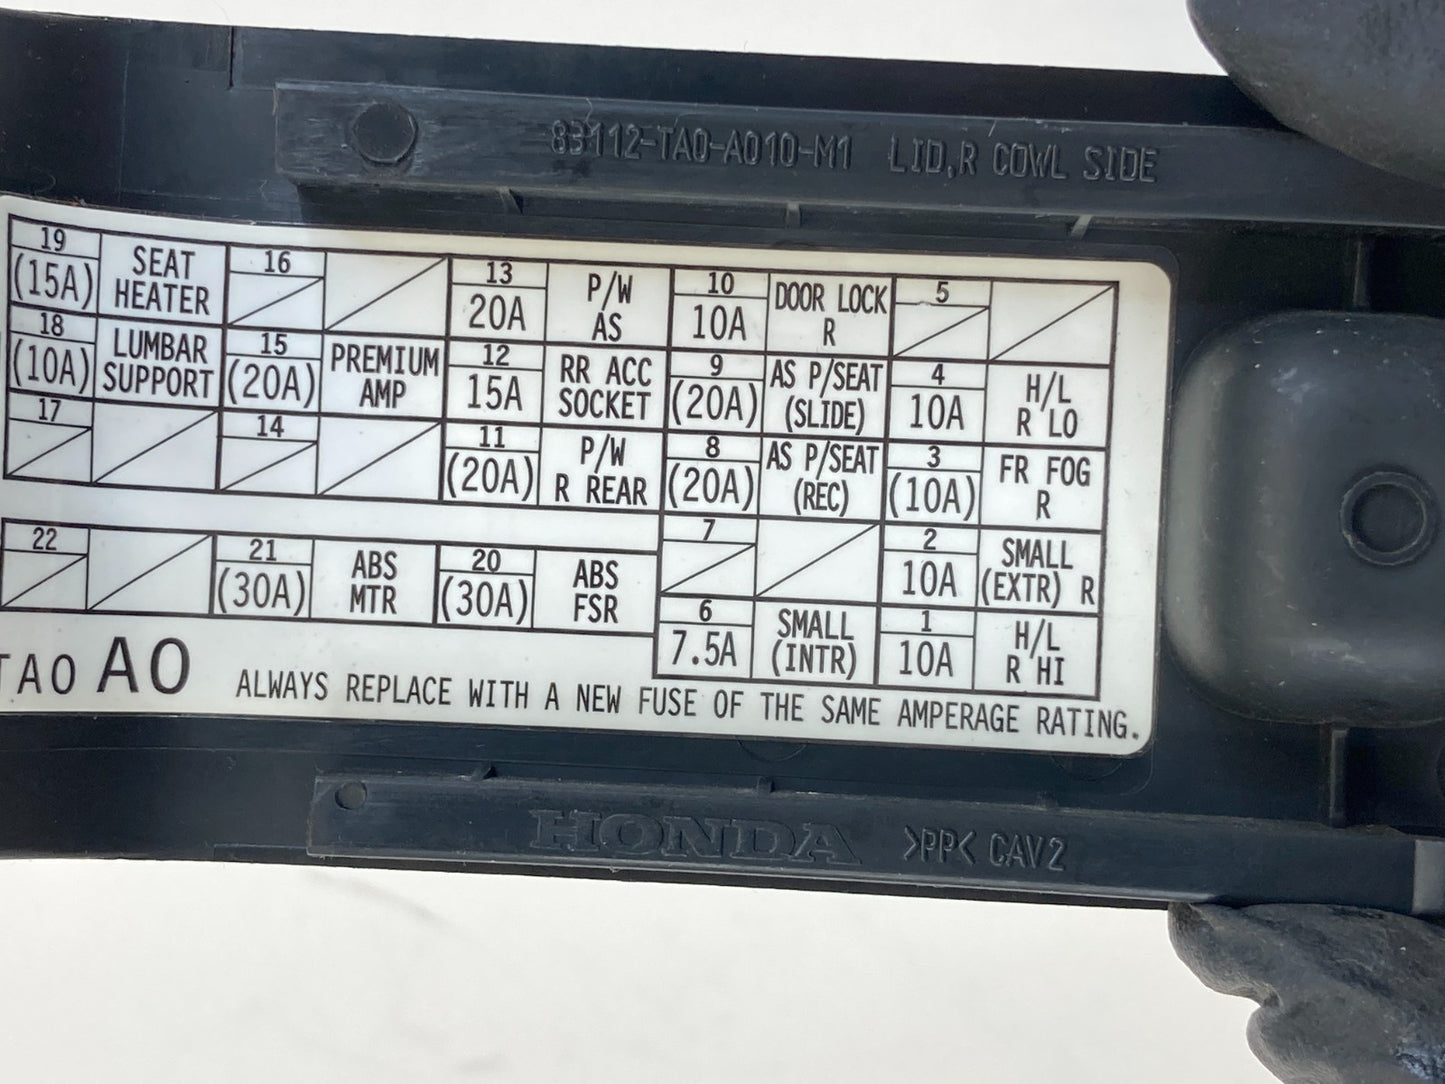 83112-TA0-A010-M1 LID,R COWL SIDE
19 (15A) SEAT HEATER
16
13 20A P/W AS
10 10A DOOR LOCK R
5
18 (10A) LUMBAR SUPPORT
15 (20A) PREMIUM AMP
12 15A RR ACC SOCKET
9 (20A) AS P/SEAT (SLIDE)
4 10A H/L R LO
17
14
11 (20A) P/W R REAR
8 (20A) AS P/SEAT (REC)
3 (10A) FR FOG R
22
21 (30A) ABS MTR
20 (30A) ABS FSR
7
2 10A SMALL (EXTR) R
6 7.5A SMALL (INTR)
1 10A H/L R HI
TA0 A0 ALWAYS REPLACE WITH A NEW FUSE OF THE SAME AMPERAGE RATING.
HONDA >PP< CAV2